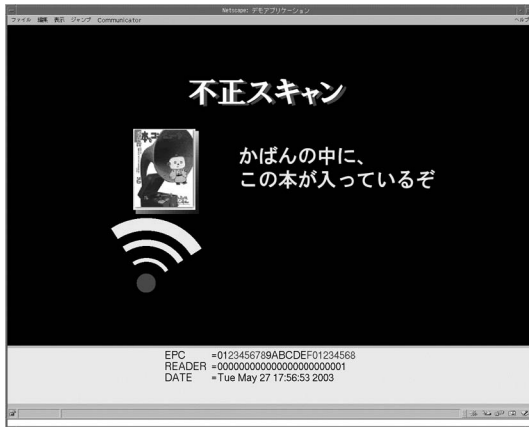 Netscape: デモアプリケーション
ファイル 編集 表示 ジャンプ Communicator ヘルプ
不正スキャン
かばんの中に、
この本が入っているぞ
EPC =0123456789ABCDEF01234568
READER =000000000000000000000001
DATE =Tue May 27 17:56:53 2003